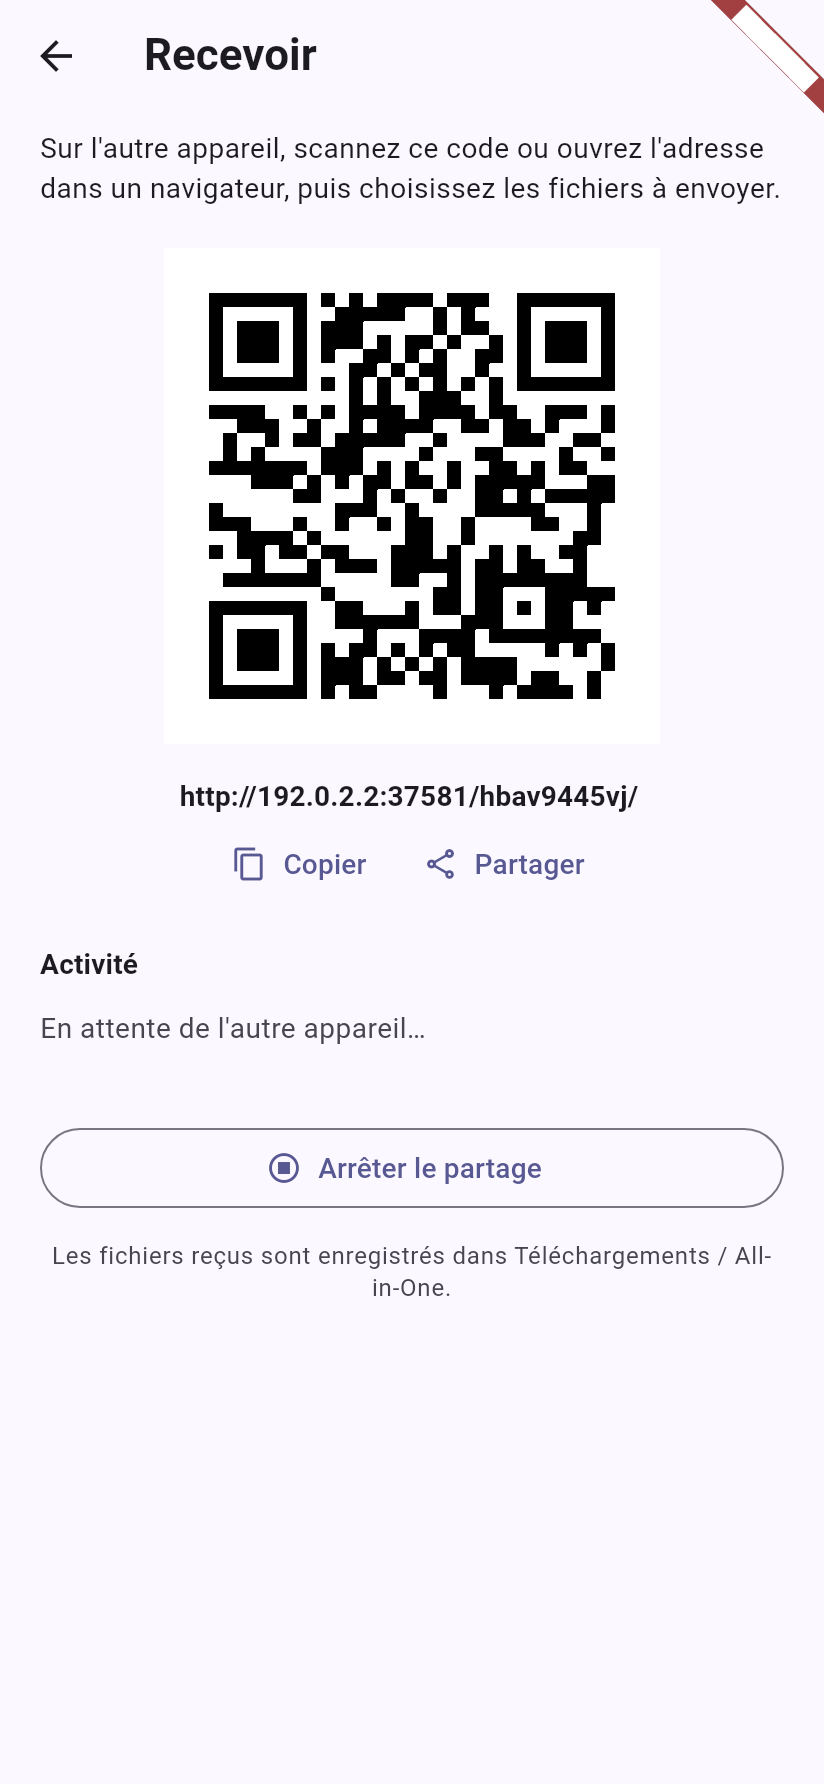 Recevoir
Sur l'autre appareil, scannez ce code ou ouvrez l'adresse
dans un navigateur, puis choisissez les fichiers à envoyer.
http://192.0.2.2:37581/hbav9445vj/
Copier
Partager
Activité
En attente de l'autre appareil…
Arrêter le partage
Les fichiers reçus sont enregistrés dans Téléchargements / All-
in-One.